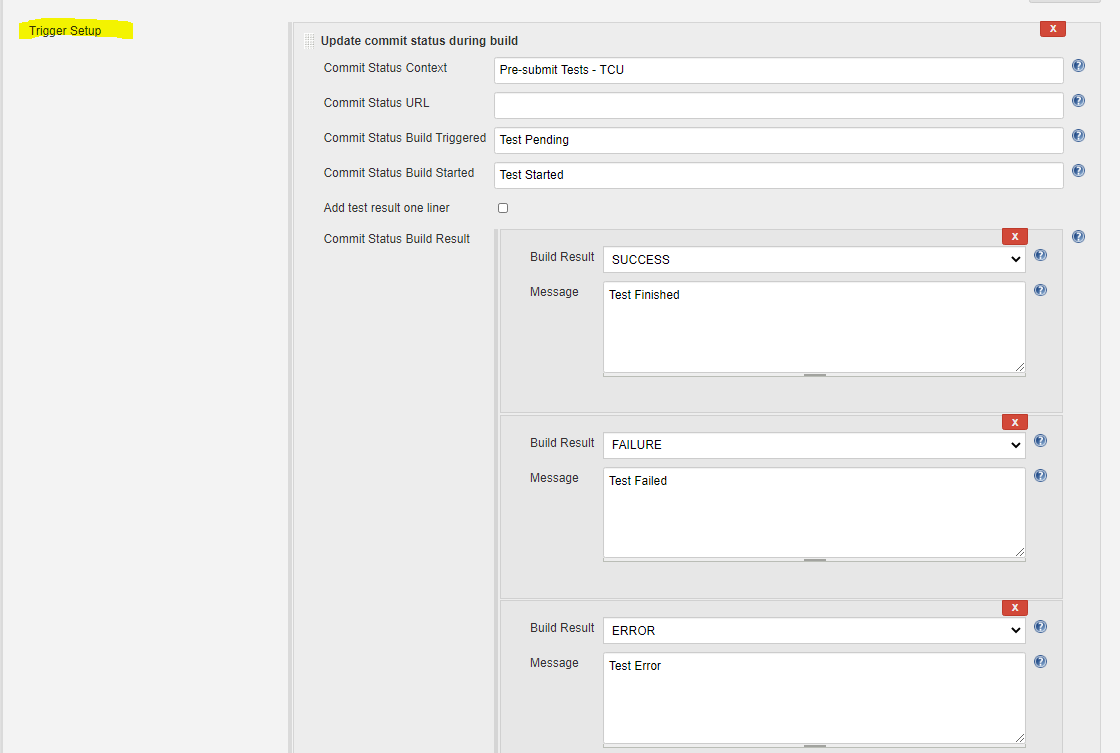 Trigger Setup
X
Update commit status during build
Commit Status Context
Pre-submit Tests - TCU
Commit Status URL
Commit Status Build Triggered
Test Pending
Commit Status Build Started
Test Started
Add test result one liner
Commit Status Build Result
X
Build Result
SUCCESS
Message
Test Finished
X
Build Result
FAILURE
Message
Test Failed
X
Build Result
ERROR
Message
Test Error